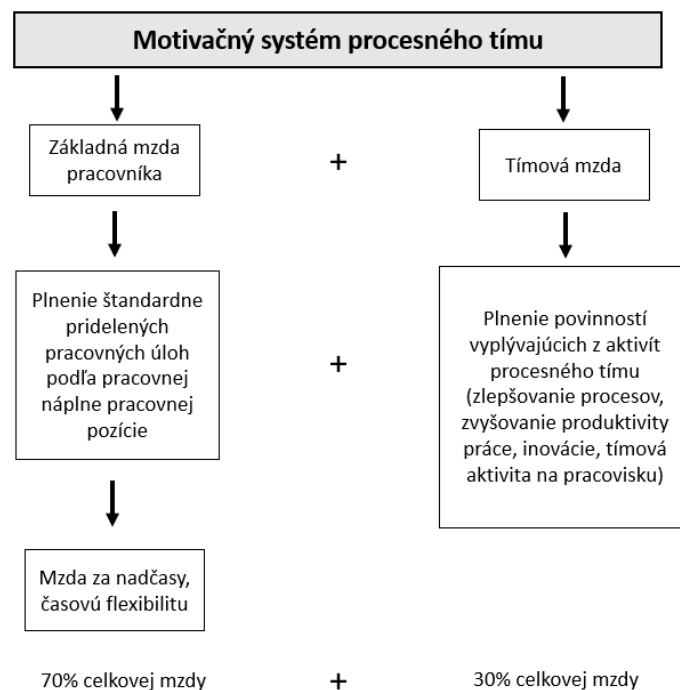 Motivačný systém procesného tímu
Základná mzda
pracovníka
+
Tímová mzda
Plnenie štandardne
pridelených
pracovných úloh
podľa pracovnej
náplne pracovnej
pozície
+
Plnenie povinností
vyplývajúcich z aktivít
procesného tímu
(zlepšovanie procesov,
zvyšovanie produktivity
práce, inovácie, tímová
aktivita na pracovisku)
Mzda za nadčasy,
časovú flexibilitu
70% celkovej mzdy
+
30% celkovej mzdy